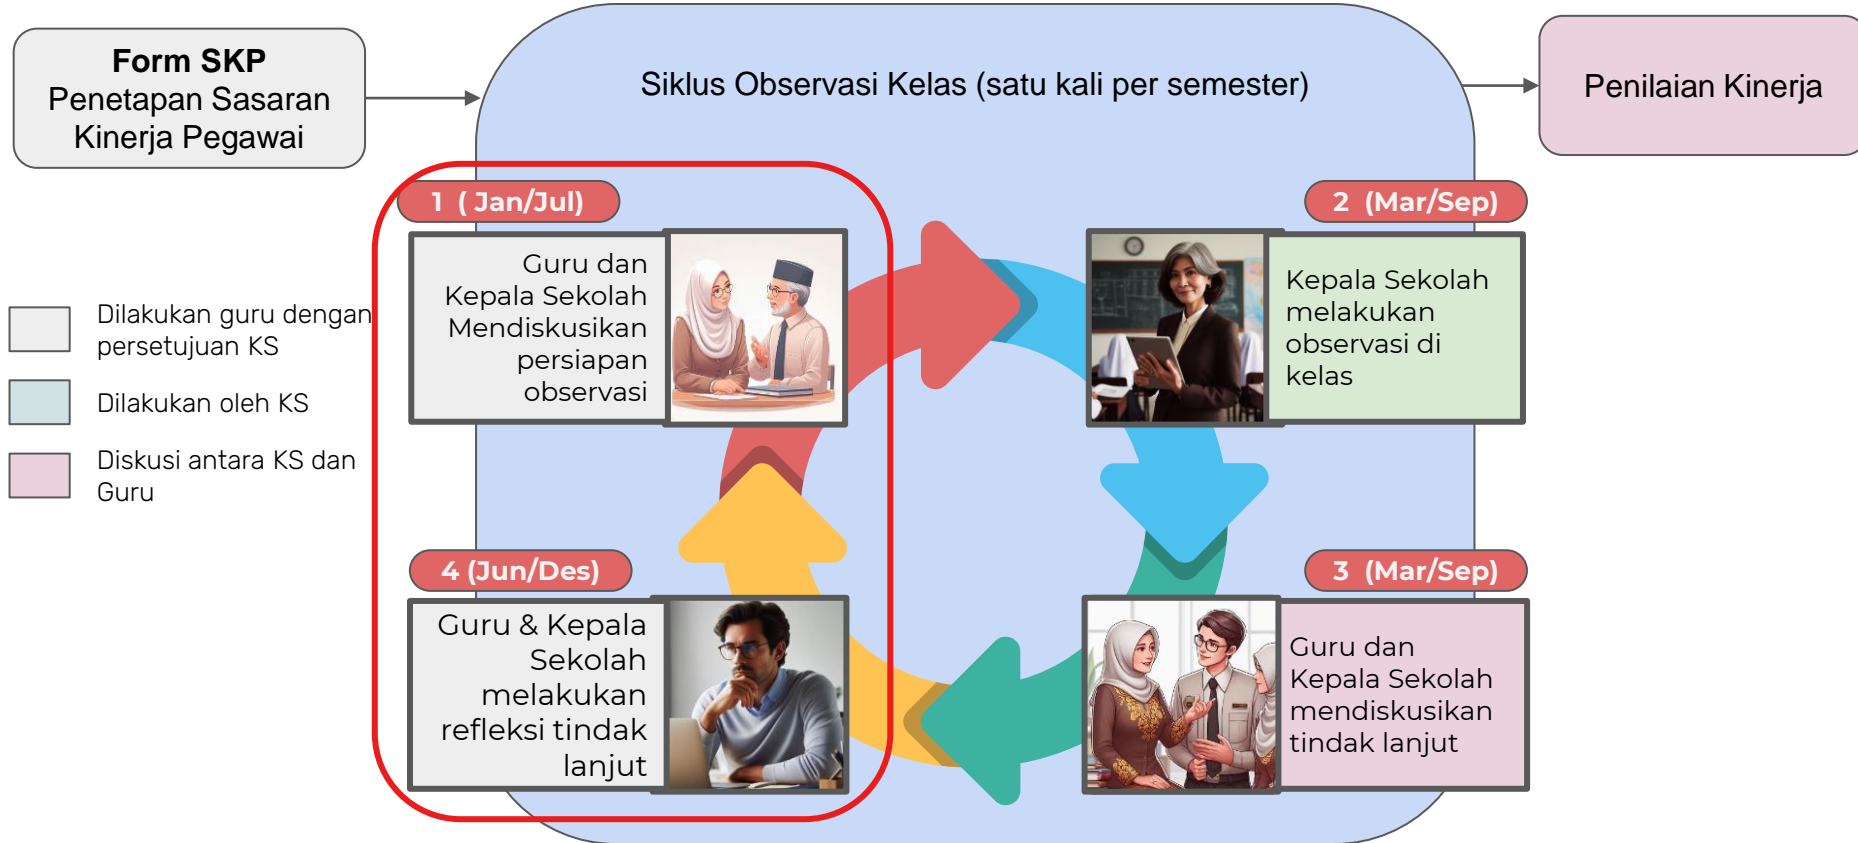 Form SKP
Penetapan Sasaran
Kinerja Pegawai
Siklus Observasi Kelas (satu kali per semester)
Penilaian Kinerja
1 ( Jan/Jul)
Guru dan
Kepala Sekolah
Mendiskusikan
persiapan
observasi
2 (Mar/Sep)
Kepala Sekolah
melakukan
observasi di
kelas
Dilakukan guru dengan
persetujuan KS
Dilakukan oleh KS
Diskusi antara KS dan
Guru
4 (Jun/Des)
Guru & Kepala
Sekolah
melakukan
refleksi tindak
lanjut
3 (Mar/Sep)
Guru dan
Kepala Sekolah
mendiskusikan
tindak lanjut